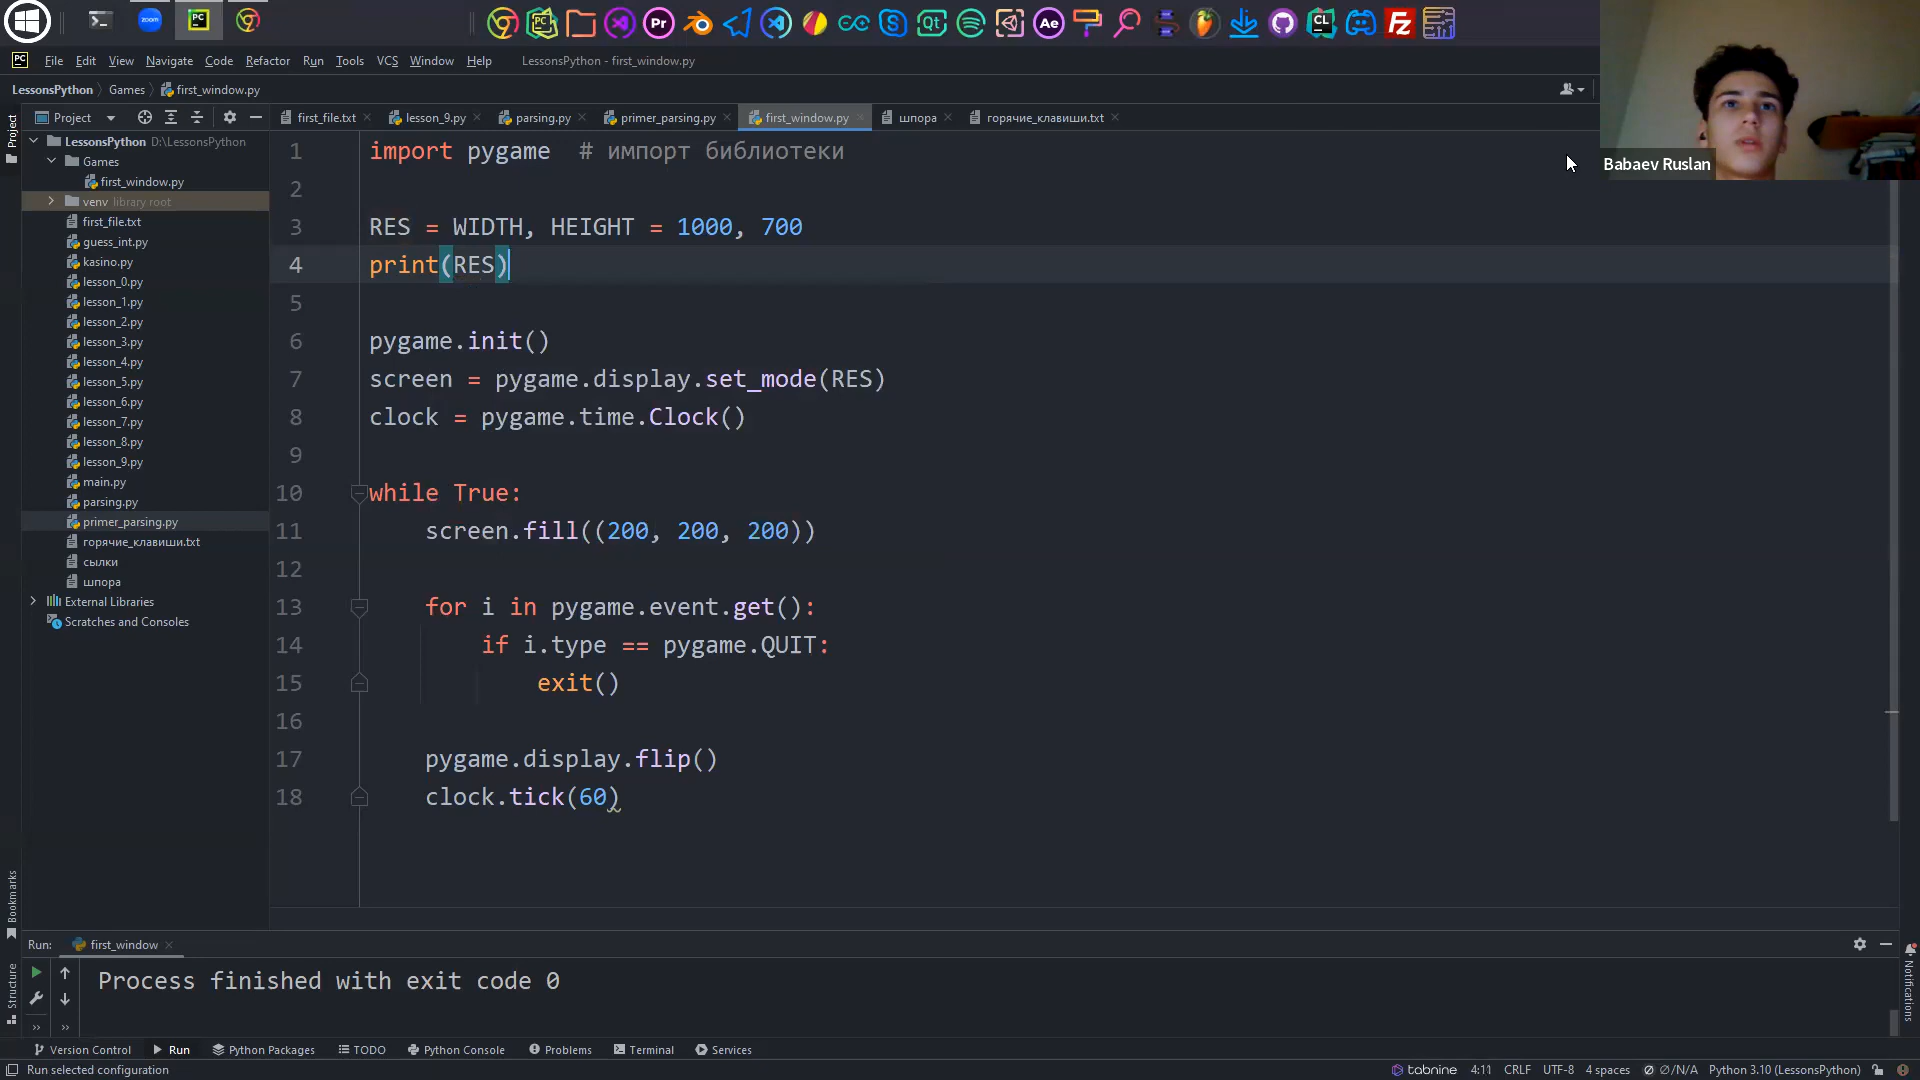 File Edit View Navigate Code Refactor Run Tools VCS Window Help LessonsPython - first_window.py
LessonsPython Games first_window.py
Babaev Ruslan
Project
first_file.txt lesson_9.py parsing.py primer_parsing.py first_window.py шпора горячие_клавиши.txt
Project
LessonsPython D:\LessonsPython
Games
first_window.py
venv library root
first_file.txt
guess_int.py
kasino.py
lesson_0.py
lesson_1.py
lesson_2.py
lesson_3.py
lesson_4.py
lesson_5.py
lesson_6.py
lesson_7.py
lesson_8.py
lesson_9.py
main.py
parsing.py
primer_parsing.py
горячие_клавиши.txt
сылки
шпора
External Libraries
Scratches and Consoles
1 import pygame # импорт библиотеки
2
3 RES = WIDTH, HEIGHT = 1000, 700
4 print(RES)
5
6 pygame.init()
7 screen = pygame.display.set_mode(RES)
8 clock = pygame.time.Clock()
9
10 while True:
11 screen.fill((200, 200, 200))
12
13 for i in pygame.event.get():
14 if i.type == pygame.QUIT:
15 exit()
16
17 pygame.display.flip()
18 clock.tick(60)
Bookmarks
Structure
Notifications
Run: first_window
Process finished with exit code 0
Version Control Run Python Packages TODO Python Console Problems Terminal Services
Run selected configuration tabnine 4:11 CRLF UTF-8 4 spaces ∅/N/A Python 3.10 (LessonsPython)